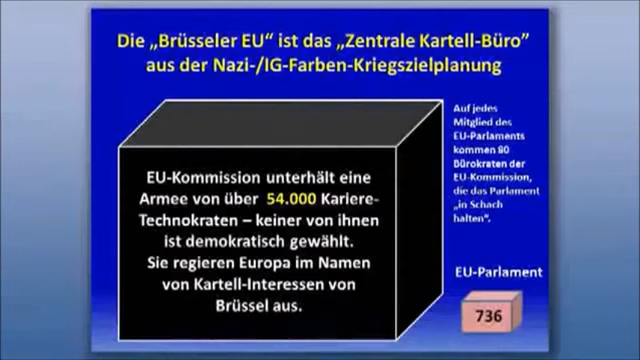 Die „Brüsseler EU“ ist das „Zentrale Kartell-Büro”
aus der Nazi-/IG-Farben-Kriegszielplanung
EU-Kommission unterhält eine
Armee von über 54.000 Kariere-
Technokraten – keiner von ihnen
ist demokratisch gewählt.
Sie regieren Europa im Namen
von Kartell-Interessen von
Brüssel aus.
Auf jedes
Mitglied des
EU-Parlaments
kommen 80
Bürokraten der
EU-Kommission,
die das Parlament
„in Schach
halten“.
EU-Parlament
736